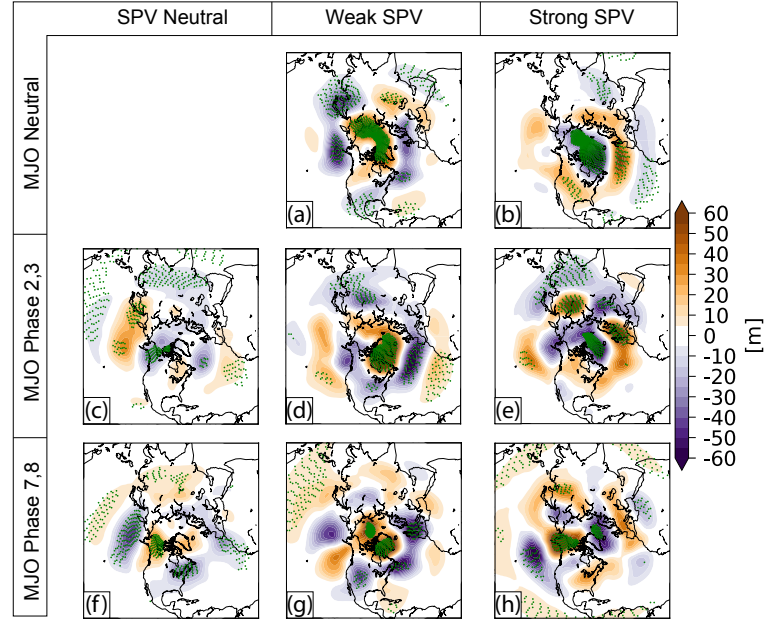 SPV Neutral Weak SPV Strong SPV
MJO Neutral
(a) (b)
MJO Phase 2,3
(c) (d) (e)
MJO Phase 7,8
(f) (g) (h)
60
50
40
30
20
10
0
-10
-20
-30
-40
-50
-60
[m]